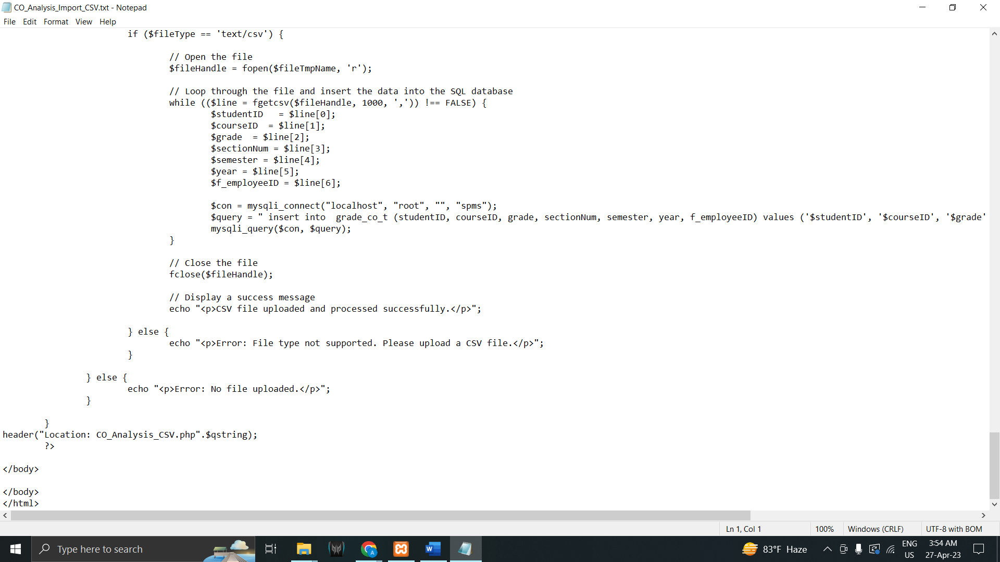 CO_Analysis_Import_CSV.txt - Notepad
File Edit Format View Help
if ($fileType == 'text/csv') {
// Open the file
$fileHandle = fopen($fileTmpName, 'r');
// Loop through the file and insert the data into the SQL database
while (($line = fgetcsv($fileHandle, 1000, ',')) !== FALSE) {
$studentID   = $line[0];
$courseID  = $line[1];
$grade  = $line[2];
$sectionNum = $line[3];
$semester = $line[4];
$year = $line[5];
$f_employeeID = $line[6];
$con = mysqli_connect("localhost", "root", "", "spms");
$query = " insert into  grade_co_t (studentID, courseID, grade, sectionNum, semester, year, f_employeeID) values ('$studentID', '$courseID', '$grade'
mysqli_query($con, $query);
}
// Close the file
fclose($fileHandle);
// Display a success message
echo "<p>CSV file uploaded and processed successfully.</p>";
} else {
echo "<p>Error: File type not supported. Please upload a CSV file.</p>";
}
} else {
echo "<p>Error: No file uploaded.</p>";
}
}
header("Location: CO_Analysis_CSV.php".$qstring);
?>
</body>
</body>
</html>
Ln 1, Col 1 100% Windows (CRLF) UTF-8 with BOM
Type here to search
83°F Haze
ENG
US
3:54 AM
27-Apr-23